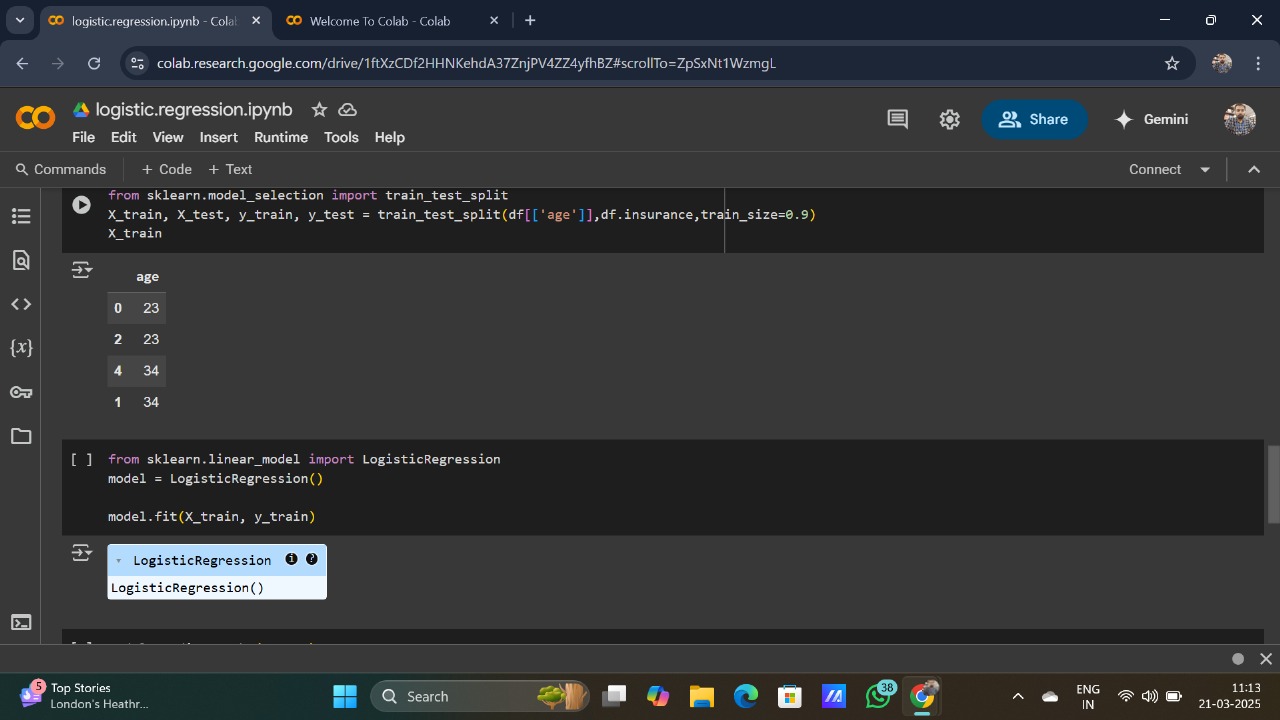 logistic.regression.ipynb - Colab
Welcome To Colab - Colab
colab.research.google.com/drive/1ftXzCDf2HHNKehdA37ZnjPV4ZZ4yfhBZ#scrollTo=ZpSxNt1WzmgL
logistic.regression.ipynb
File Edit View Insert Runtime Tools Help
Share
Gemini
Commands + Code + Text
Connect
from sklearn.model_selection import train_test_split
X_train, X_test, y_train, y_test = train_test_split(df[['age']],df.insurance,train_size=0.9)
X_train
age
0 23
2 23
4 34
1 34
[ ] from sklearn.linear_model import LogisticRegression
model = LogisticRegression()
model.fit(X_train, y_train)
LogisticRegression
LogisticRegression()
5
Top Stories
London's Heathr...
Search
38
ENG
IN
11:13
21-03-2025